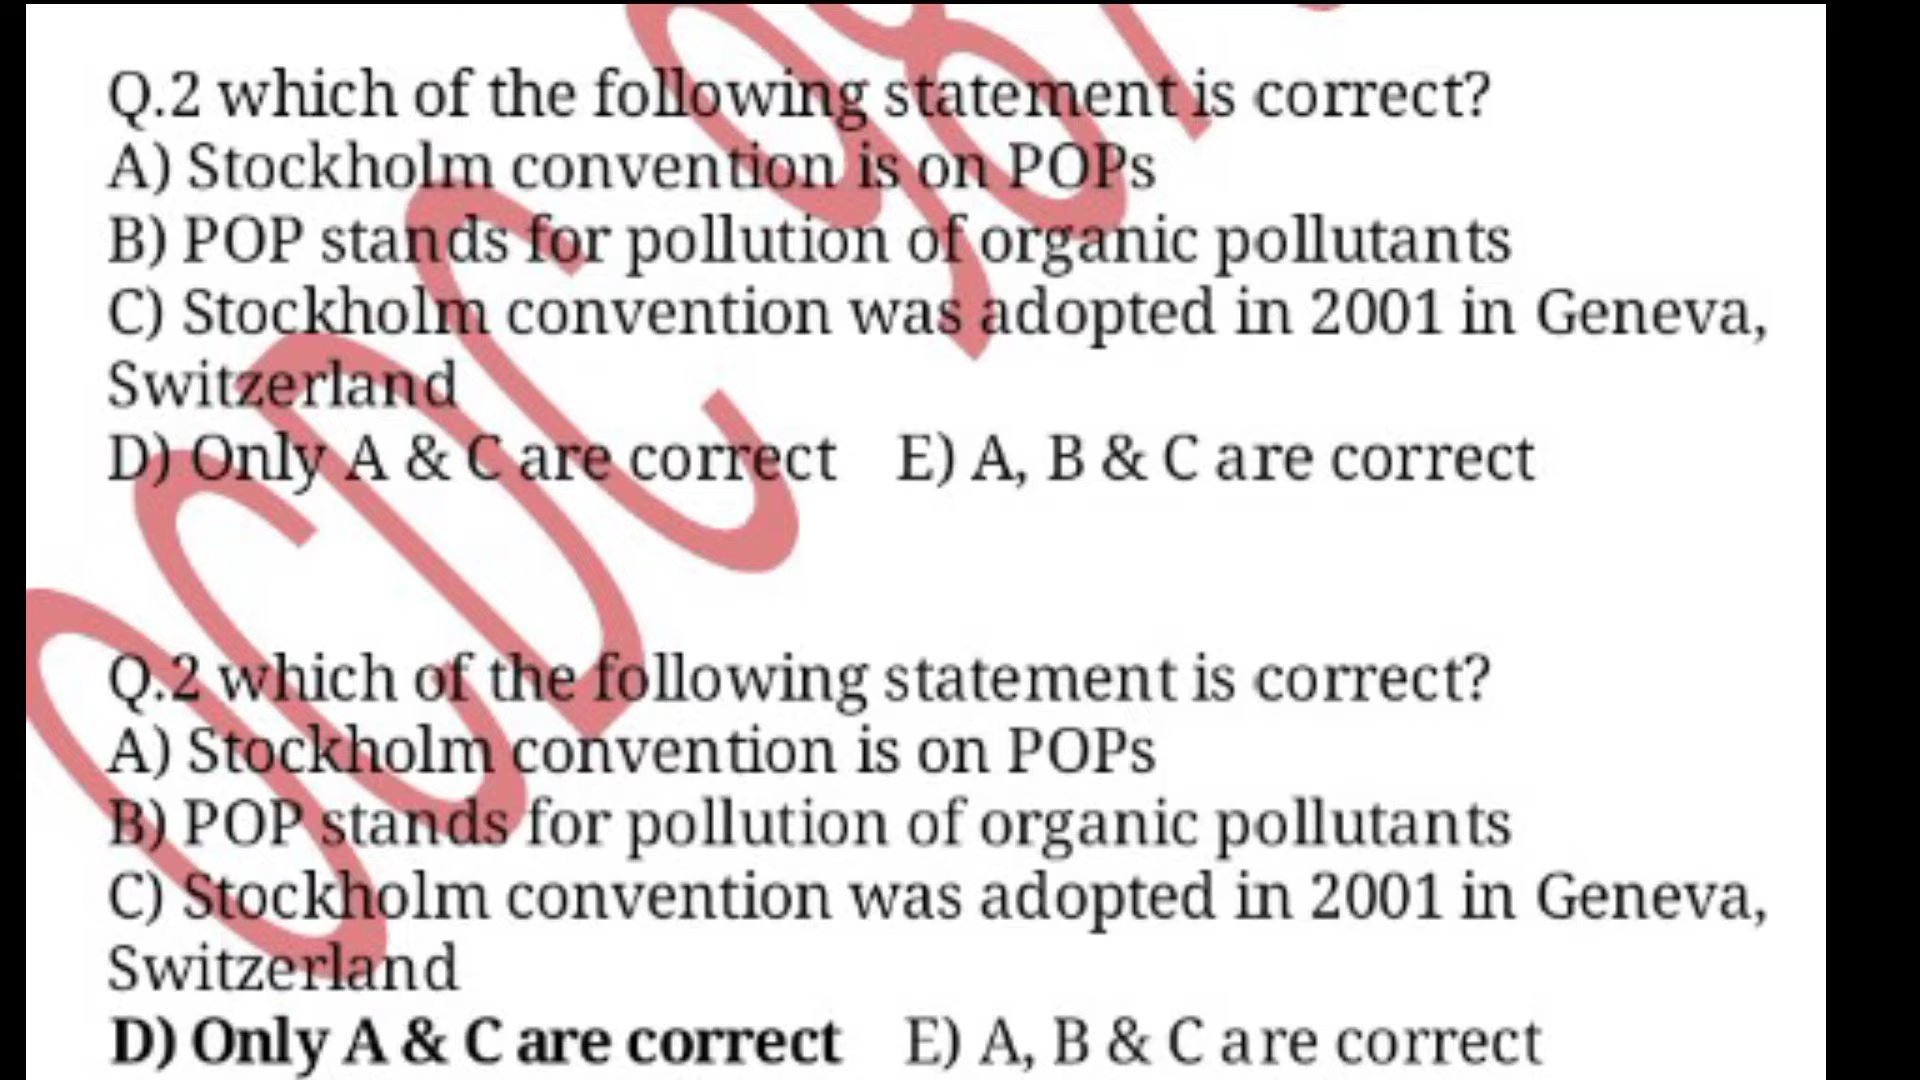 Q.2 which of the following statement is correct?
A) Stockholm convention is on POPs
B) POP stands for pollution of organic pollutants
C) Stockholm convention was adopted in 2001 in Geneva,
Switzerland
D) Only A & C are correct E) A, B & C are correct
Q.2 which of the following statement is correct?
A) Stockholm convention is on POPs
B) POP stands for pollution of organic pollutants
C) Stockholm convention was adopted in 2001 in Geneva,
Switzerland
D) Only A & C are correct E) A, B & C are correct
OCDC